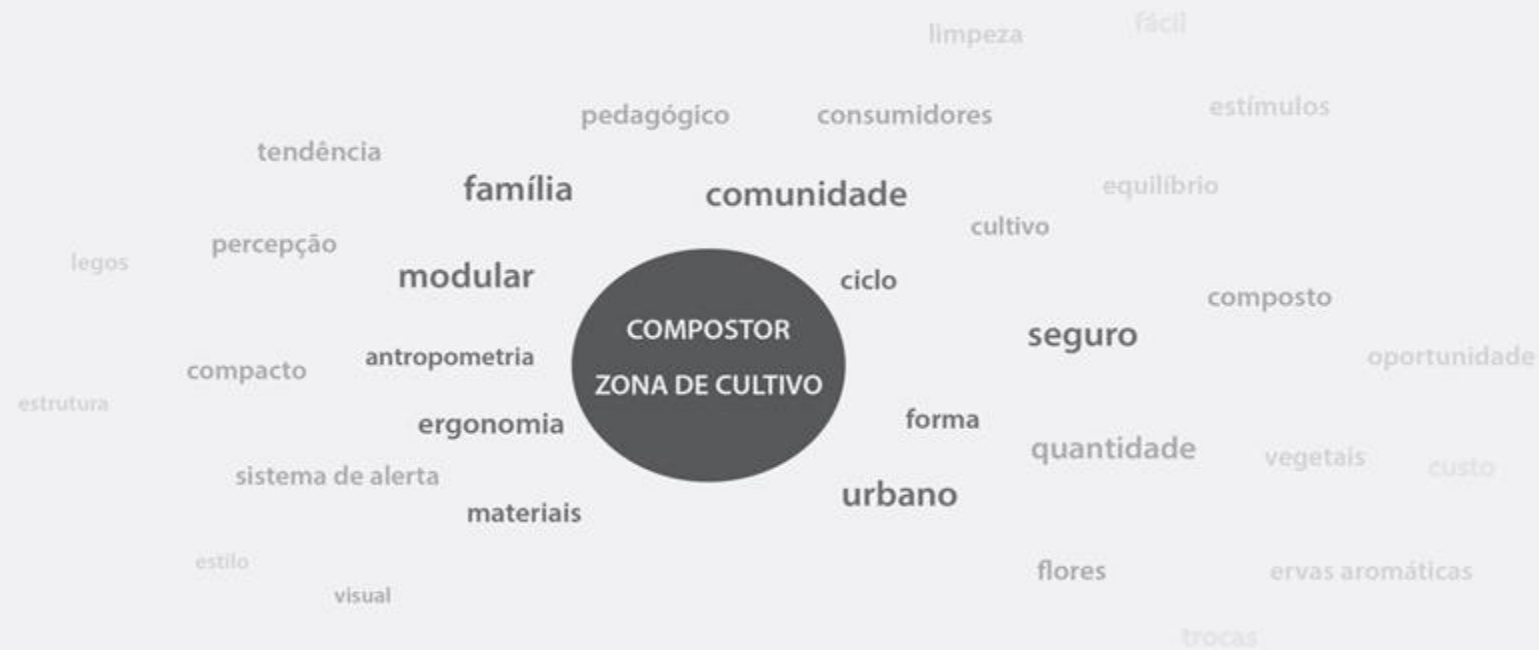 fácil
limpeza
estímulos
pedagógico
consumidores
tendência
equilíbrio
família
comunidade
cultivo
percepção
legos
modular
ciclo
composto
COMPOSTOR
ZONA DE CULTIVO
seguro
antropometria
oportunidade
compacto
estrutura
ergonomia
forma
quantidade
vegetais
custo
sistema de alerta
urbano
materiais
estilo
flores
ervas aromáticas
visual
trocas